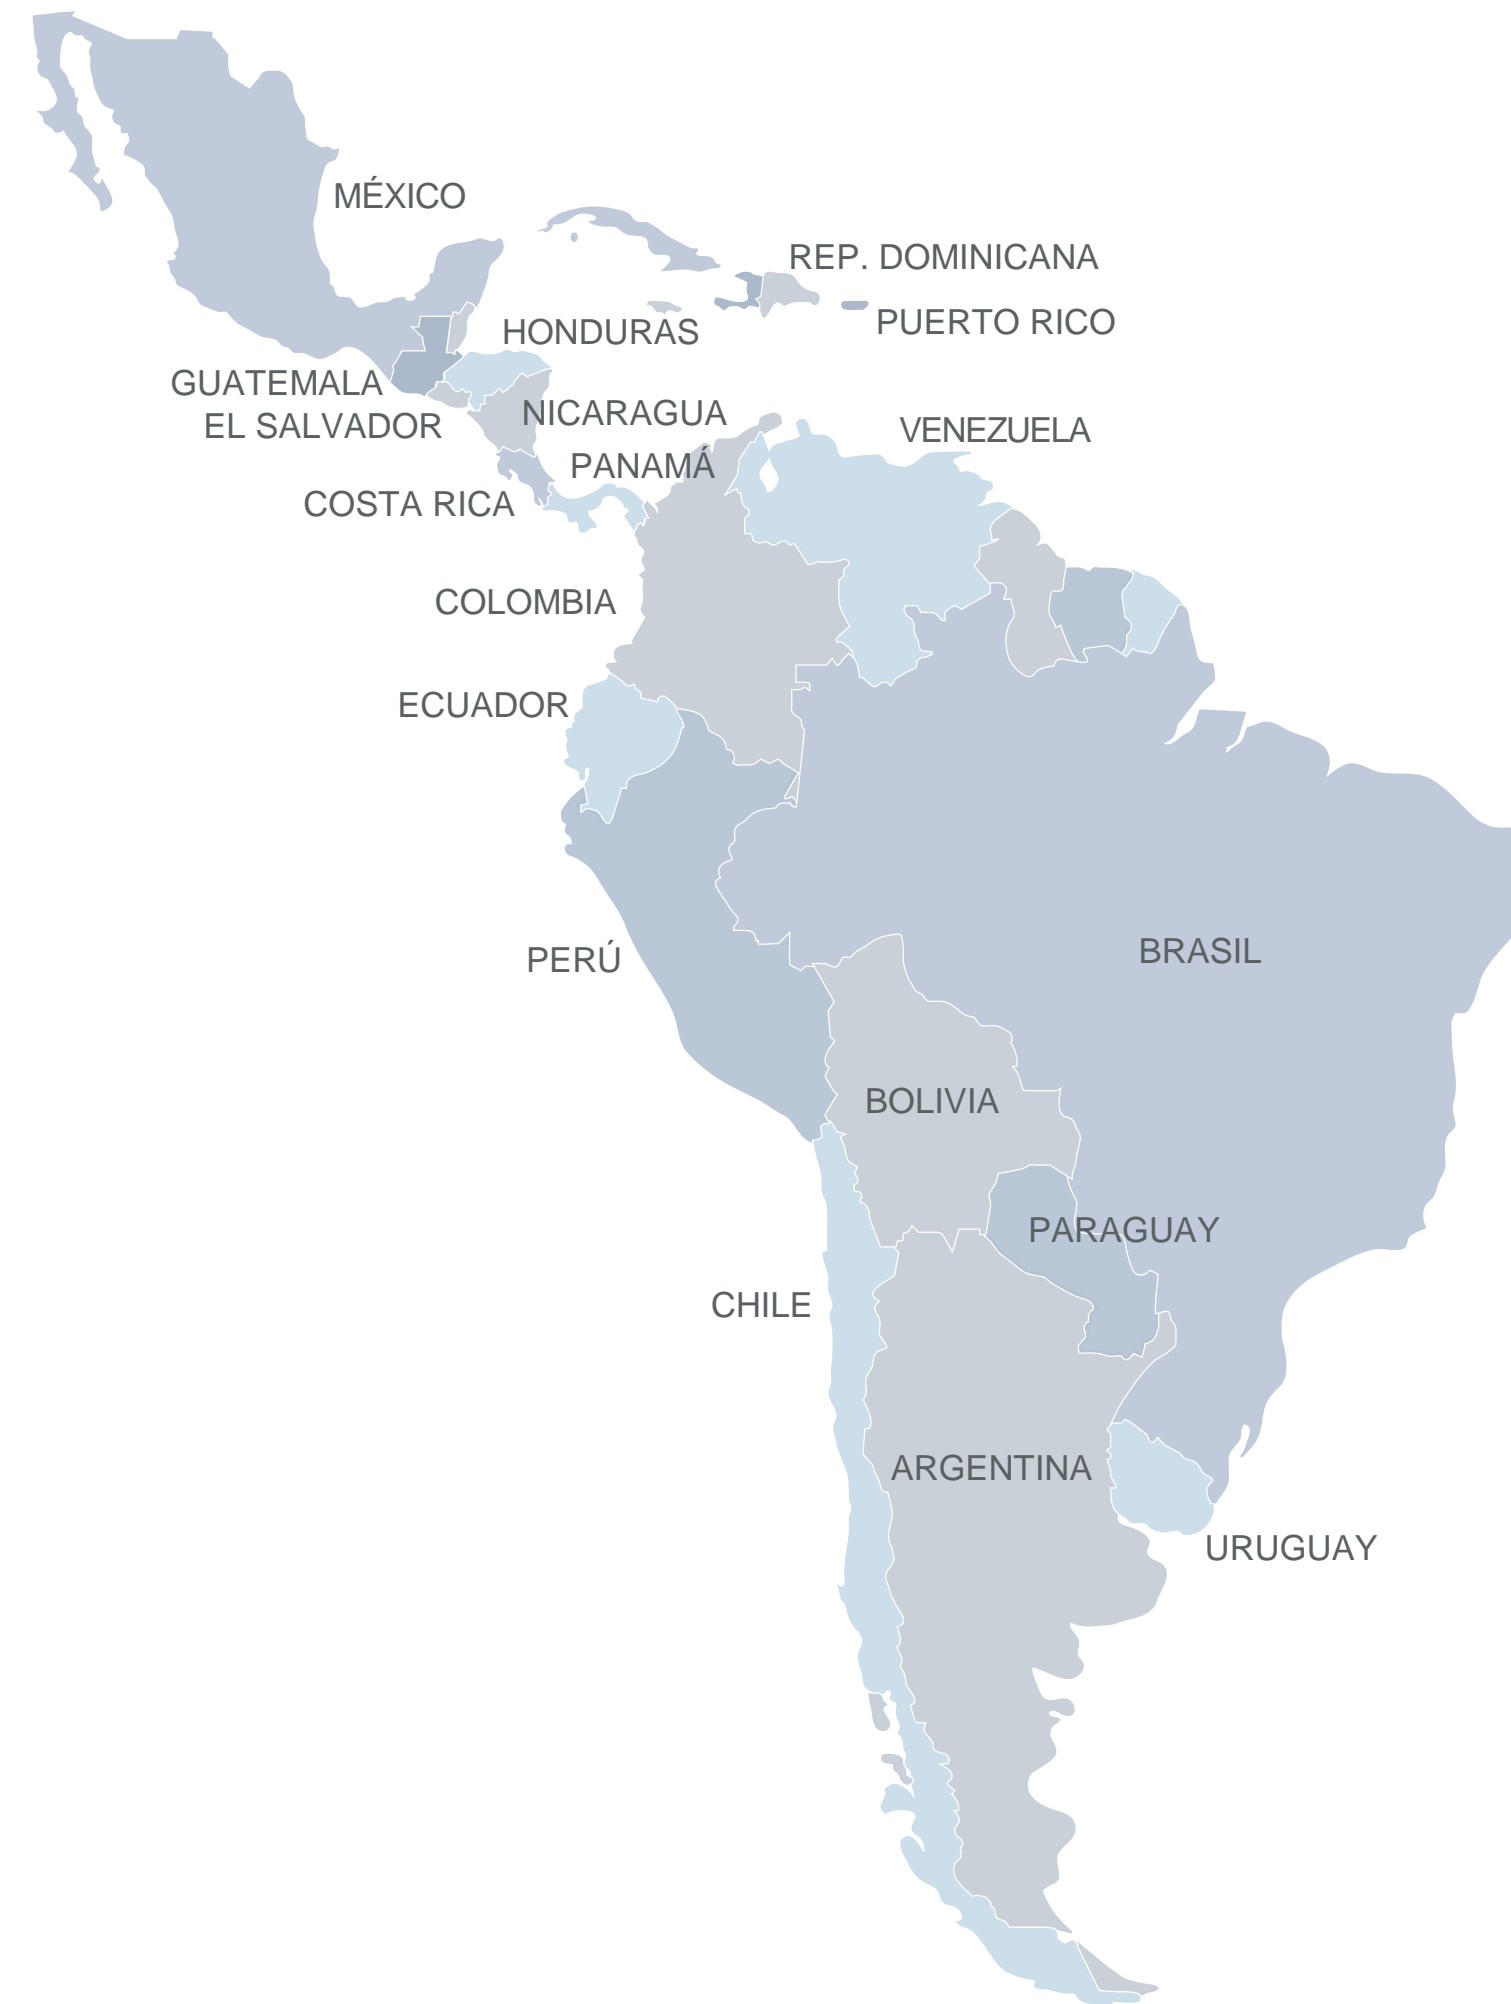 MÉXICO
REP. DOMINICANA
PUERTO RICO
HONDURAS
GUATEMALA
NICARAGUA
EL SALVADOR
VENEZUELA
PANAMÁ
COSTA RICA
COLOMBIA
ECUADOR
BRASIL
PERÚ
BOLIVIA
PARAGUAY
CHILE
ARGENTINA
URUGUAY